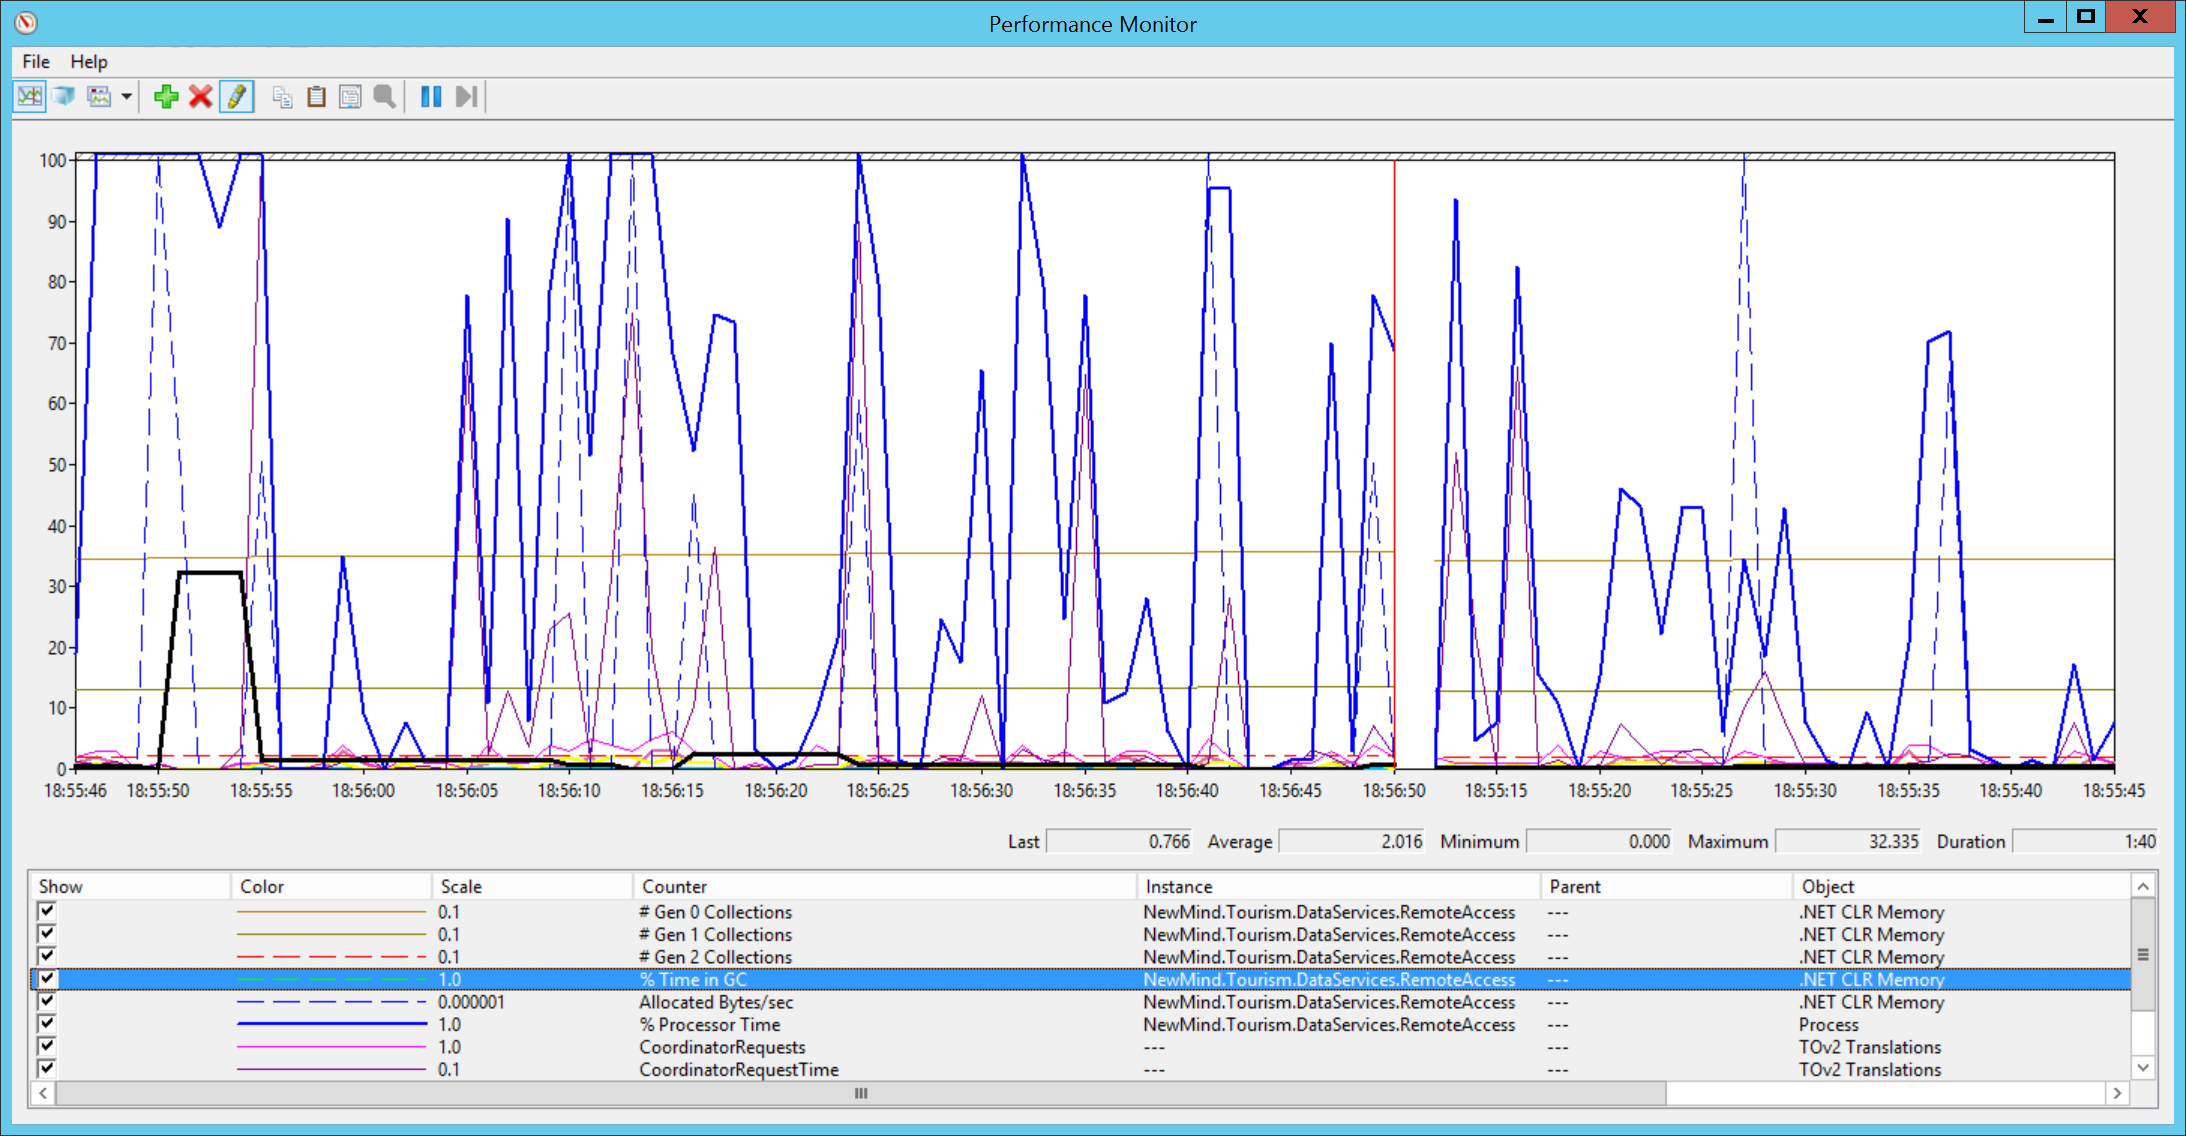 Performance Monitor
File Help
100
90
80
70
60
50
40
30
20
10
0
18:55:46 18:55:50 18:55:55 18:56:00 18:56:05 18:56:10 18:56:15 18:56:20 18:56:25 18:56:30 18:56:35 18:56:40 18:56:45 18:56:50 18:55:15 18:55:20 18:55:25 18:55:30 18:55:35 18:55:40 18:55:45
Last 0.766 Average 2.016 Minimum 0.000 Maximum 32.335 Duration 1:40
Show Color Scale Counter Instance Parent Object
0.1 # Gen 0 Collections NewMind.Tourism.DataServices.RemoteAccess --- .NET CLR Memory
0.1 # Gen 1 Collections NewMind.Tourism.DataServices.RemoteAccess --- .NET CLR Memory
0.1 # Gen 2 Collections NewMind.Tourism.DataServices.RemoteAccess --- .NET CLR Memory
1.0 % Time in GC NewMind.Tourism.DataServices.RemoteAccess --- .NET CLR Memory
0.000001 Allocated Bytes/sec NewMind.Tourism.DataServices.RemoteAccess --- .NET CLR Memory
1.0 % Processor Time NewMind.Tourism.DataServices.RemoteAccess --- Process
1.0 CoordinatorRequests --- --- TOv2 Translations
0.1 CoordinatorRequestTime --- --- TOv2 Translations